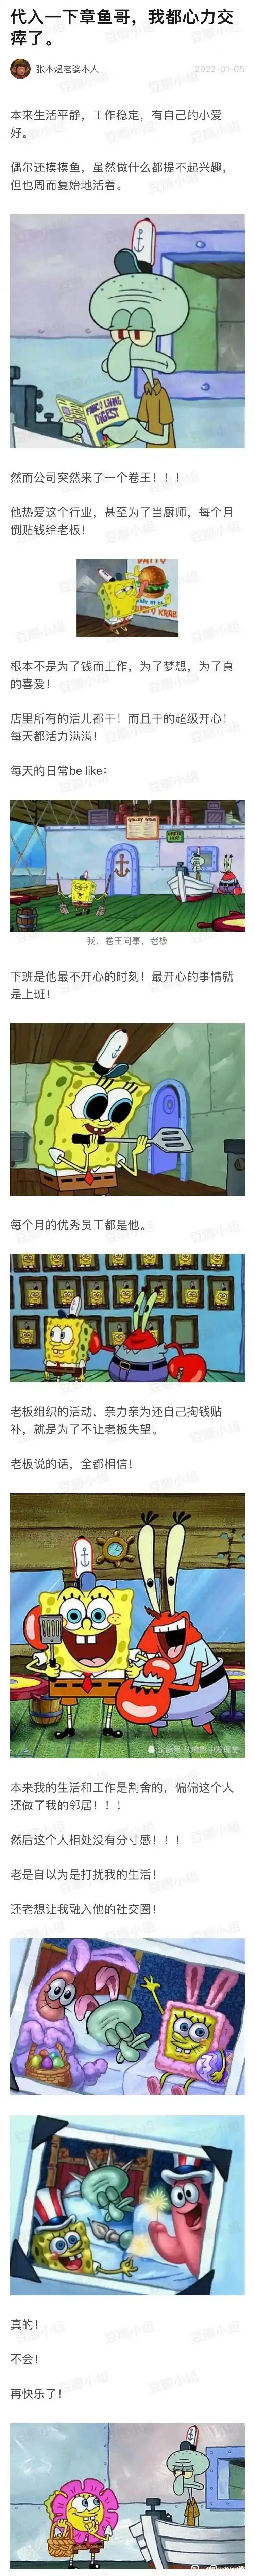 代入一下章鱼哥，我都心力交
瘁了。
张本煜老婆本人
2022-01-05
本来生活平静，工作稳定，有自己的小爱
好。
偶尔还摸摸鱼，虽然做什么都提不起兴趣，
但也周而复始地活着。
FANCY LIVING
DIGEST
然而公司突然来了一个卷王！！！
他热爱这个行业，甚至为了当厨师，每个月
倒贴钱给老板！
PATTY
KRAB
根本不是为了钱而工作，为了梦想，为了真
的喜爱！
店里所有的活儿都干！而且干的超级开心！
每天都活力满满！
每天的日常be like：
我，卷王同事，老板
下班是他最不开心的时刻！最开心的事情就
是上班！
每个月的优秀员工都是他。
老板组织的活动，亲力亲为还自己掏钱贴
补，就是为了不让老板失望。
老板说的话，全都相信！
本来我的生活和工作是割舍的，偏偏这个人
还做了我的邻居！！！
然后这个人相处没有分寸感！！！
老是自以为是打扰我的生活！
还老想让我融入他的社交圈！
真的！
不会！
再快乐了！
豆瓣小组